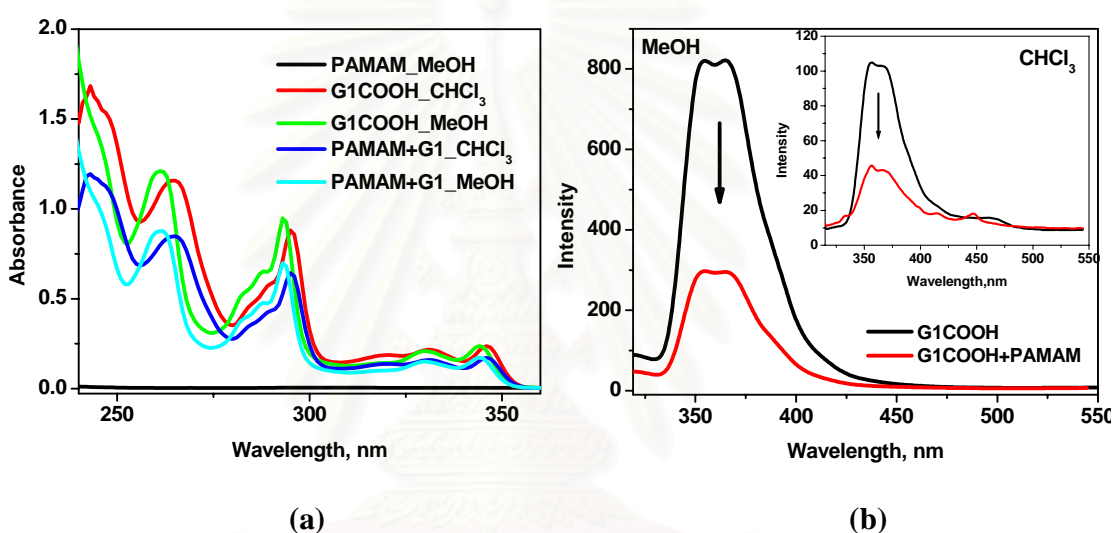 2.0
1.5
1.0
0.5
0.0
Absorbance
PAMAM_MeOH
G1COOH_CHCl3
G1COOH_MeOH
PAMAM+G1_CHCl3
PAMAM+G1_MeOH
250 300 350
Wavelength, nm
(a)
800
600
400
200
0
Intensity
MeOH
120
100
80
60
40
20
0
Intensity
CHCl3
350 400 450 500 550
Wavelength,nm
G1COOH
G1COOH+PAMAM
350 400 450 500 550
Wavelength, nm
(b)